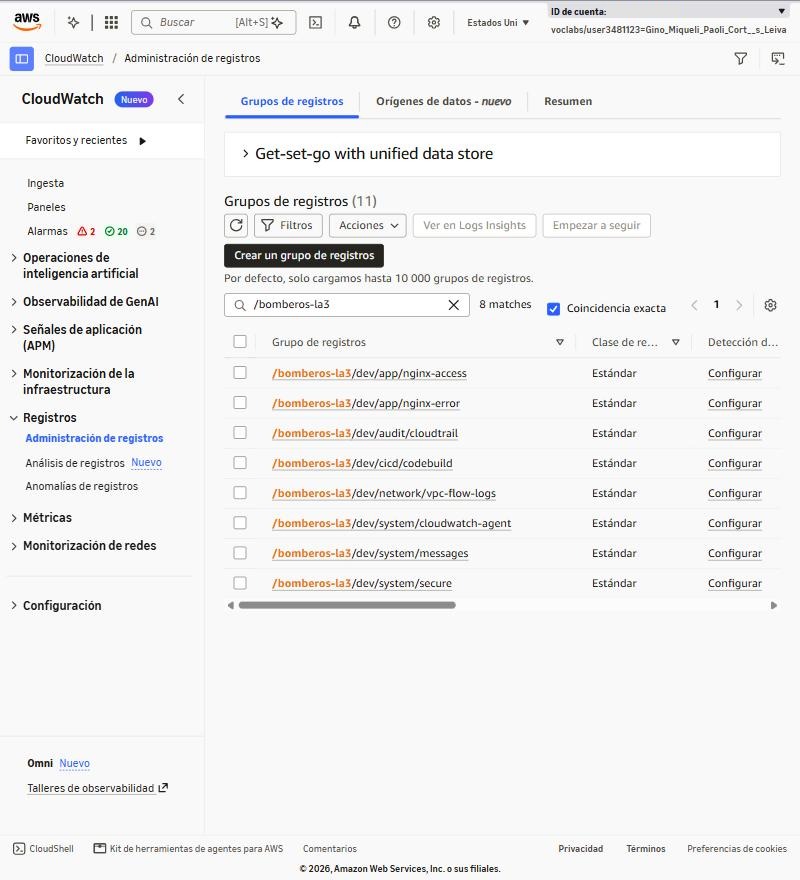 aws
Buscar [Alt+S]
Estados Uni
ID de cuenta:
voclabs/user3481123=Gino_Miqueli_Paoli_Cort__s_Leiva
CloudWatch / Administración de registros
CloudWatch Nuevo
Favoritos y recientes
Ingesta
Paneles
Alarmas 2 20 2
Operaciones de
inteligencia artificial
Observabilidad de GenAI
Señales de aplicación
(APM)
Monitorización de la
infraestructura
Registros
Administración de registros
Análisis de registros Nuevo
Anomalías de registros
Métricas
Monitorización de redes
Configuración
Omni Nuevo
Talleres de observabilidad
Grupos de registros Orígenes de datos - nuevo Resumen
Get-set-go with unified data store
Grupos de registros (11)
Filtros Acciones Ver en Logs Insights Empezar a seguir
Crear un grupo de registros
Por defecto, solo cargamos hasta 10 000 grupos de registros.
/bomberos-la3 8 matches Coincidencia exacta 1
Grupo de registros Clase de re... Detección d...
/bomberos-la3/dev/app/nginx-access Estándar Configurar
/bomberos-la3/dev/app/nginx-error Estándar Configurar
/bomberos-la3/dev/audit/cloudtrail Estándar Configurar
/bomberos-la3/dev/cicd/codebuild Estándar Configurar
/bomberos-la3/dev/network/vpc-flow-logs Estándar Configurar
/bomberos-la3/dev/system/cloudwatch-agent Estándar Configurar
/bomberos-la3/dev/system/messages Estándar Configurar
/bomberos-la3/dev/system/secure Estándar Configurar
CloudShell Kit de herramientas de agentes para AWS Comentarios Privacidad Términos Preferencias de cookies
© 2026, Amazon Web Services, Inc. o sus filiales.